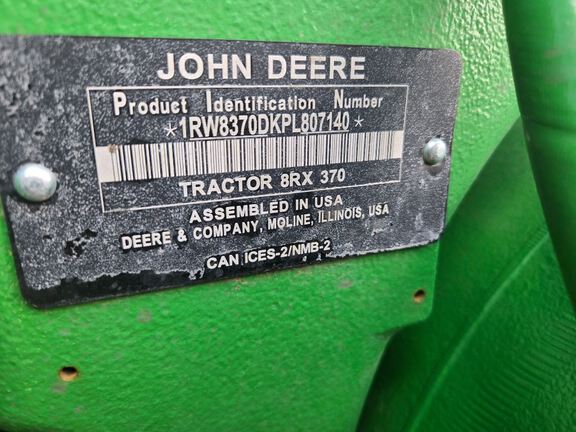 JOHN DEERE
Product Identification Number
*1RW8370DKPL807140*
TRACTOR 8RX 370
ASSEMBLED IN USA
DEERE & COMPANY, MOLINE, ILLINOIS, USA
CAN ICES-2/NMB-2